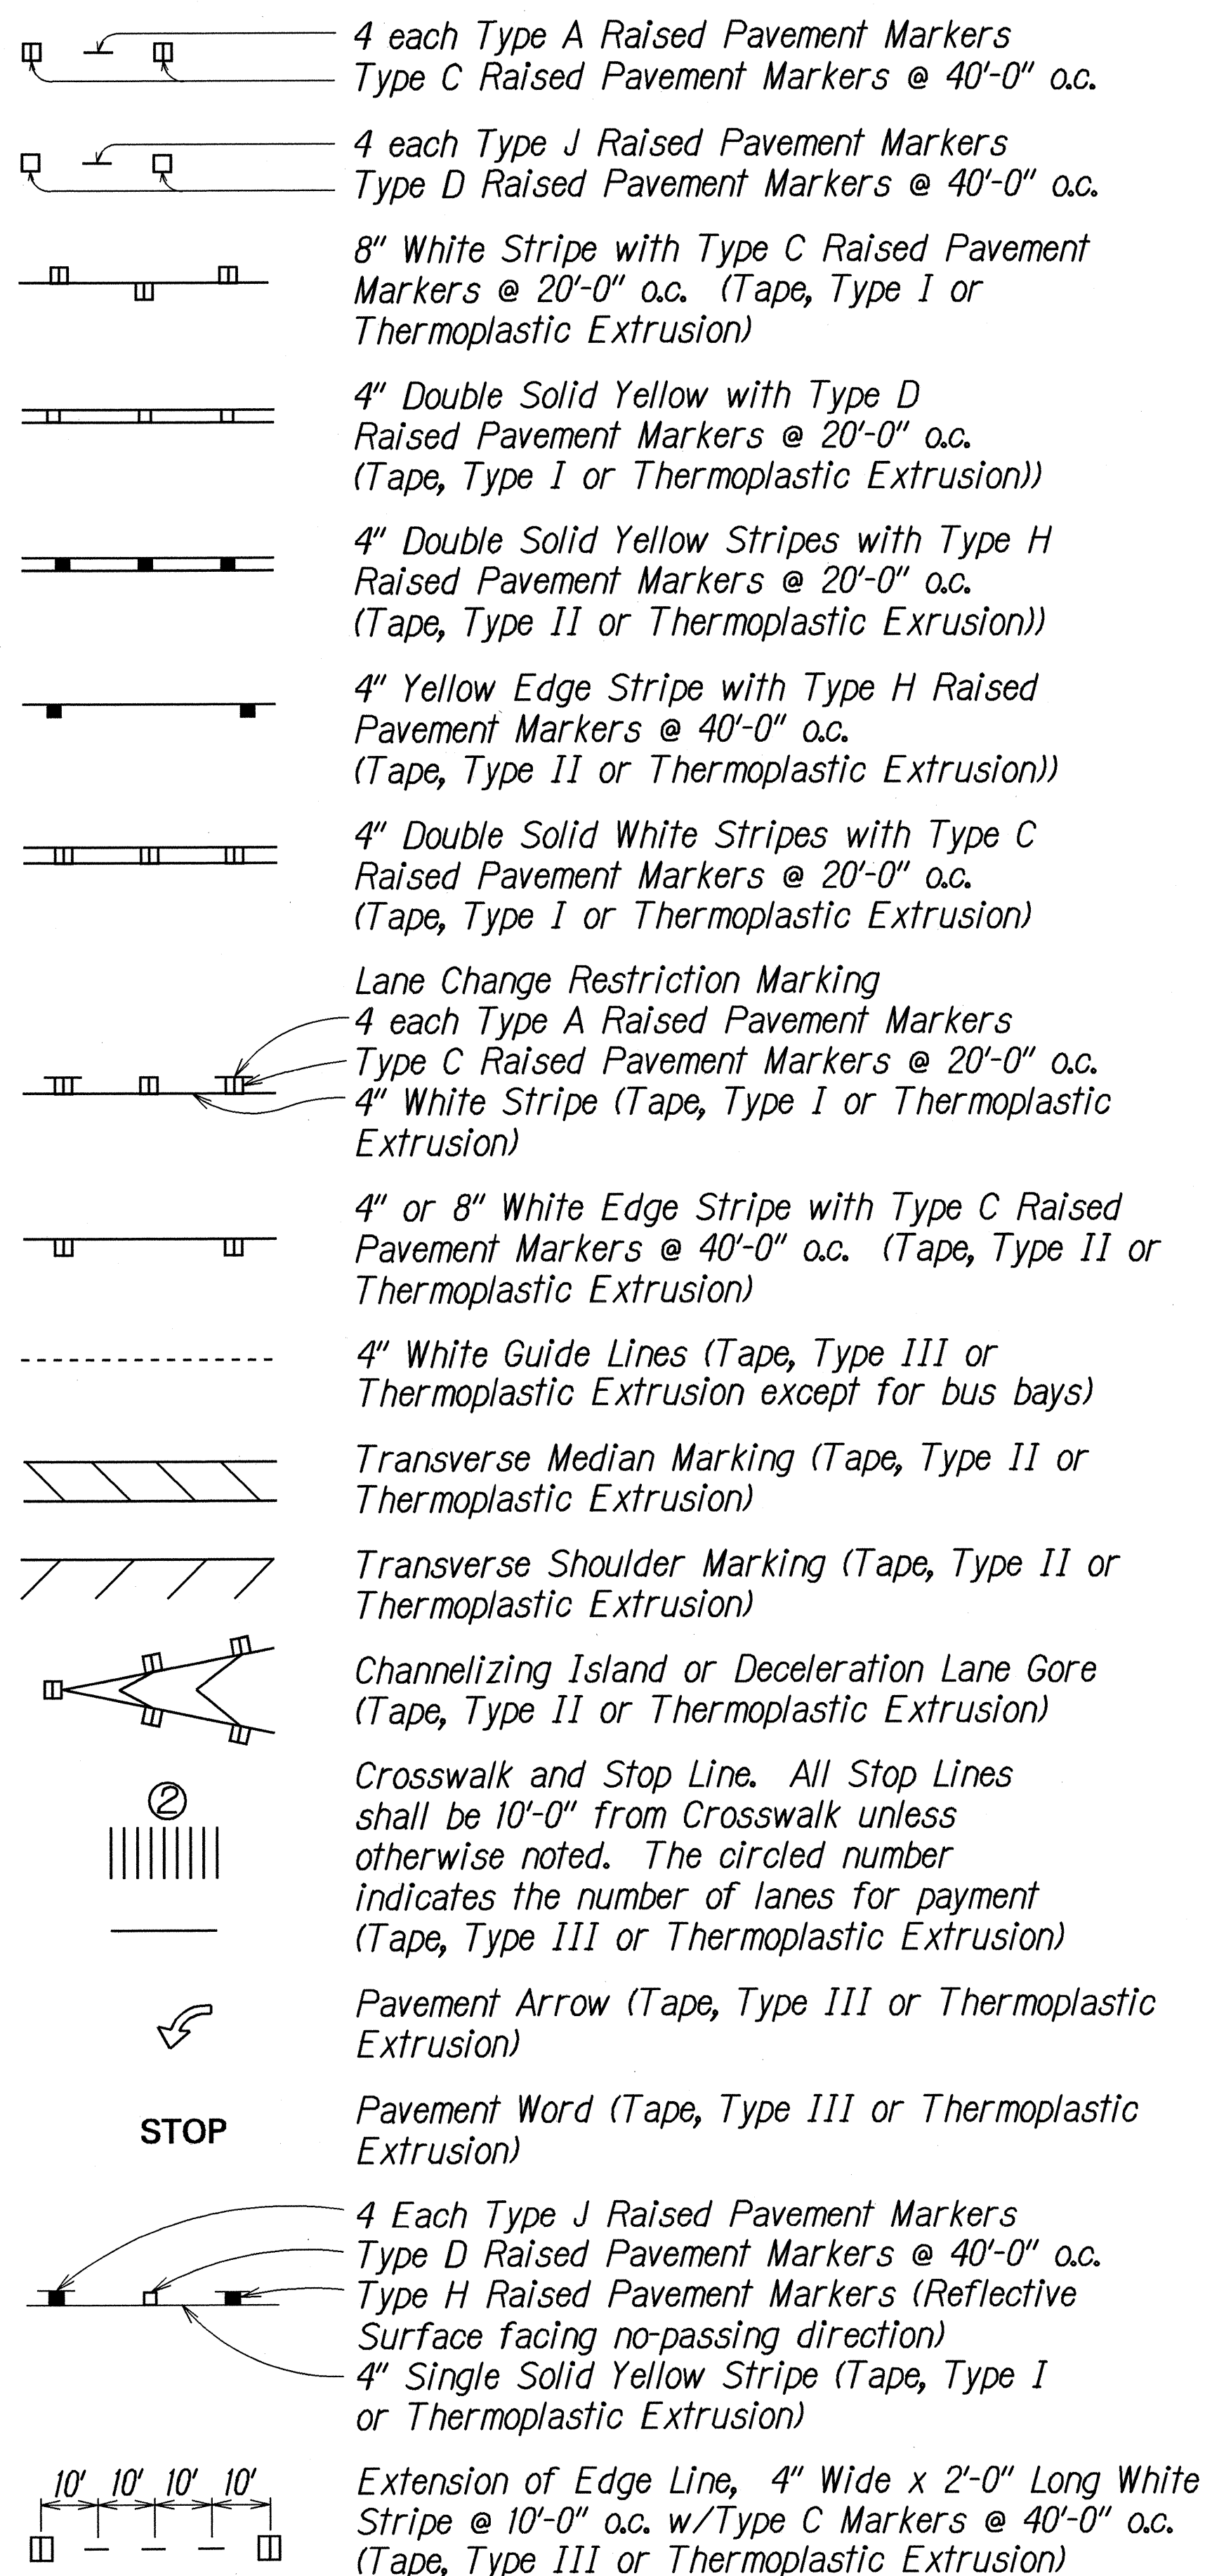 4 each Type A Raised Pavement Markers
Type C Raised Pavement Markers @ 40'-0" o.c.
4 each Type J Raised Pavement Markers
Type D Raised Pavement Markers @ 40'-0" o.c.
8" White Stripe with Type C Raised Pavement
Markers @ 20'-0" o.c. (Tape, Type I or
Thermoplastic Extrusion)
4" Double Solid Yellow with Type D
Raised Pavement Markers @ 20'-0" o.c.
(Tape, Type I or Thermoplastic Extrusion))
4" Double Solid Yellow Stripes with Type H
Raised Pavement Markers @ 20'-0" o.c.
(Tape, Type II or Thermoplastic Exrusion))
4" Yellow Edge Stripe with Type H Raised
Pavement Markers @ 40'-0" o.c.
(Tape, Type II or Thermoplastic Extrusion))
4" Double Solid White Stripes with Type C
Raised Pavement Markers @ 20'-0" o.c.
(Tape, Type I or Thermoplastic Extrusion)
Lane Change Restriction Marking
4 each Type A Raised Pavement Markers
Type C Raised Pavement Markers @ 20'-0" o.c.
4" White Stripe (Tape, Type I or Thermoplastic
Extrusion)
4" or 8" White Edge Stripe with Type C Raised
Pavement Markers @ 40'-0" o.c. (Tape, Type II or
Thermoplastic Extrusion)
4" White Guide Lines (Tape, Type III or
Thermoplastic Extrusion except for bus bays)
Transverse Median Marking (Tape, Type II or
Thermoplastic Extrusion)
Transverse Shoulder Marking (Tape, Type II or
Thermoplastic Extrusion)
Channelizing Island or Deceleration Lane Gore
(Tape, Type II or Thermoplastic Extrusion)
2
Crosswalk and Stop Line. All Stop Lines
shall be 10'-0" from Crosswalk unless
otherwise noted. The circled number
indicates the number of lanes for payment
(Tape, Type III or Thermoplastic Extrusion)
Pavement Arrow (Tape, Type III or Thermoplastic
Extrusion)
STOP
Pavement Word (Tape, Type III or Thermoplastic
Extrusion)
4 Each Type J Raised Pavement Markers
Type D Raised Pavement Markers @ 40'-0" o.c.
Type H Raised Pavement Markers (Reflective
Surface facing no-passing direction)
4" Single Solid Yellow Stripe (Tape, Type I
or Thermoplastic Extrusion)
10' 10' 10' 10'
Extension of Edge Line, 4" Wide x 2'-0" Long White
Stripe @ 10'-0" o.c. w/Type C Markers @ 40'-0" o.c.
(Tape, Type III or Thermoplastic Extrusion)